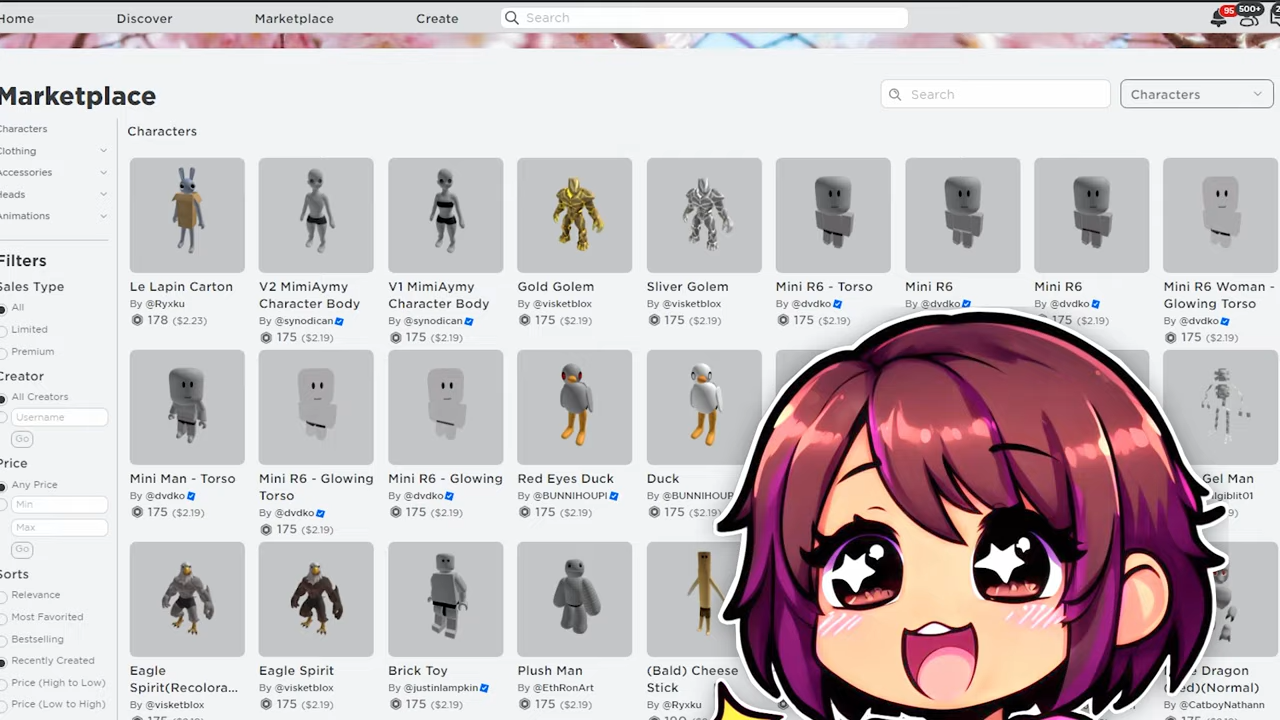 Home Discover Marketplace Create Search 95 500+
Marketplace
Search Characters
Characters
Clothing
Accessories
Heads
Animations
Filters
Sales Type
All
Limited
Premium
Creator
All Creators
Username
Go
Price
Any Price
Min
Max
Go
Sorts
Relevance
Most Favorited
Bestselling
Recently Created
Price (High to Low)
Price (Low to High)
Characters
Le Lapin Carton
By @Ryxku
178 ($2.23)
V2 MimiAymy
Character Body
By @synodican
175 ($2.19)
V1 MimiAymy
Character Body
By @synodican
175 ($2.19)
Gold Golem
By @visketblox
175 ($2.19)
Sliver Golem
By @visketblox
175 ($2.19)
Mini R6 - Torso
By @dvdko
175 ($2.19)
Mini R6
By @dvdko
Mini R6
By @dvdko
175 ($2.19)
Mini R6 Woman -
Glowing Torso
By @dvdko
175 ($2.19)
Mini Man - Torso
By @dvdko
175 ($2.19)
Mini R6 - Glowing
Torso
By @dvdko
175 ($2.19)
Mini R6 - Glowing
By @dvdko
175 ($2.19)
Red Eyes Duck
By @BUNNIHOUPI
175 ($2.19)
Duck
By @BUNNIHOUPI
175 ($2.19)
Gel Man
175 ($2.19)
Eagle
Spirit(Recolora...
By @visketblox
Eagle Spirit
By @visketblox
175 ($2.19)
Brick Toy
By @justinlampkin
175 ($2.19)
Plush Man
By @EthRonArt
175 ($2.19)
(Bald) Cheese
Stick
By @Ryxku
Dragon
(Normal)
By @CatboyNathann